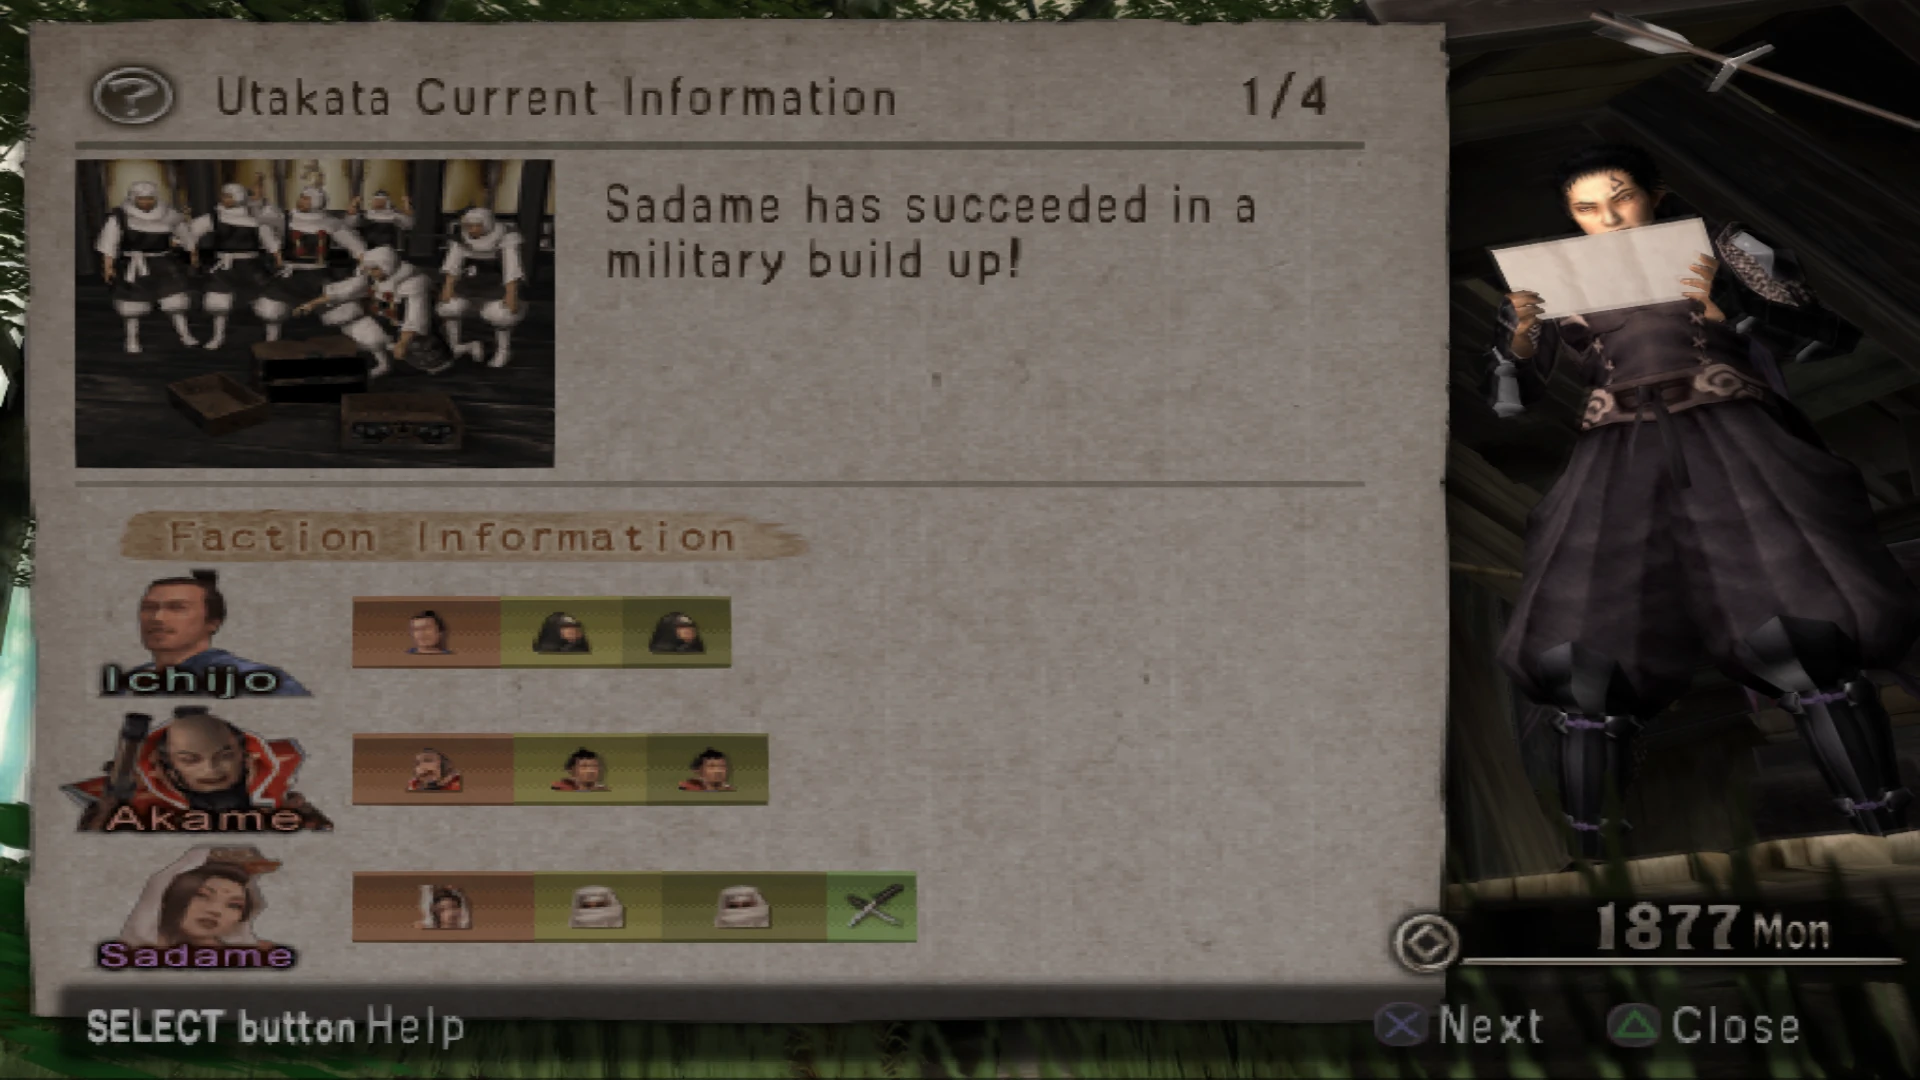 Utakata Current Information 1/4
Sadame has succeeded in a
military build up!
Faction Information
Ichijo
Akame
Sadame
1877 Mon
SELECT button Help
Next
Close